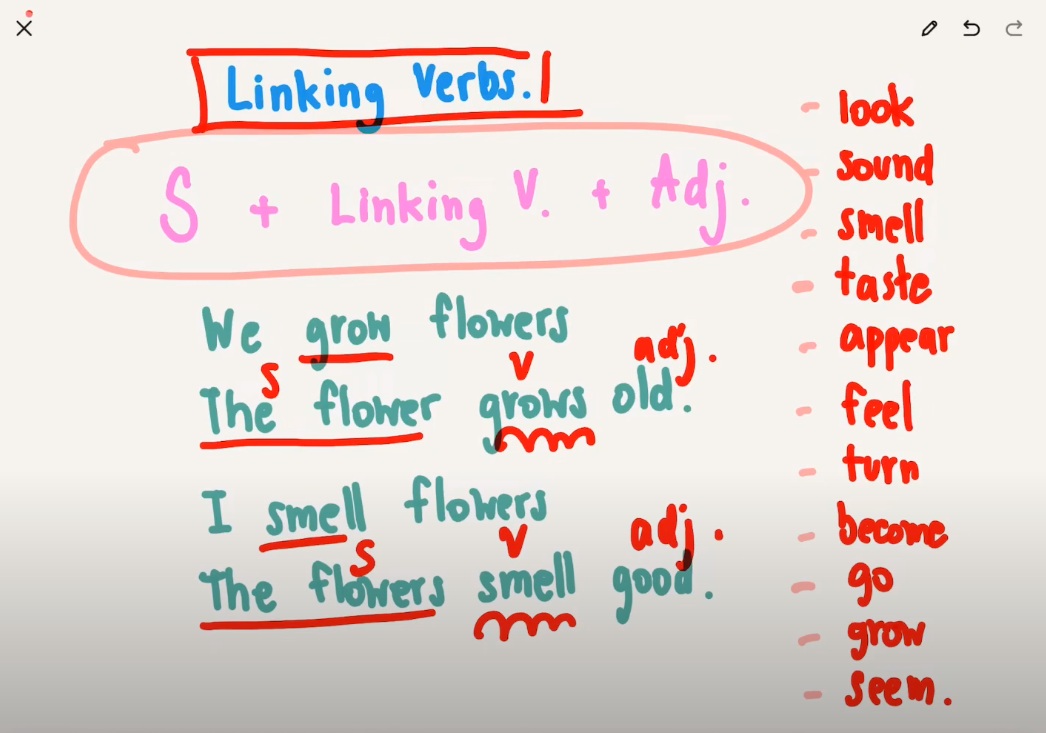 Linking Verbs.
S + Linking V. + Adj.
We grow flowers
s v adj.
The flower grows old.
I smell flowers
s v adj.
The flowers smell good.
- look
- sound
- smell
- taste
- appear
- feel
- turn
- become
- go
- grow
- seem.